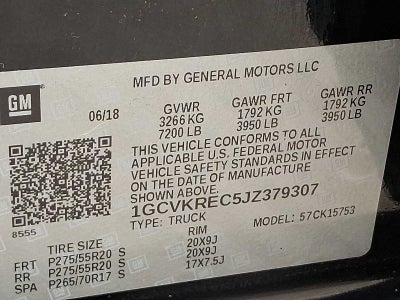 MFD BY GENERAL MOTORS LLC
GM
06/18
GVWR GAWR FRT GAWR RR
3266 KG 1792 KG 1792 KG
7200 LB 3950 LB 3950 LB
THIS VEHICLE CONFORMS TO ALL
APPLICABLE U.S. FEDERAL MOTOR
VEHICLE SAFETY STANDARDS IN EFFECT
ON THE DATE OF MANUFACTURE
SHOWN ABOVE.
1GCVKREC5JZ379307
8555
TYPE: TRUCK MODEL: 57CK15753
TIRE SIZE RIM
FRT P275/55R20 S 20X9J
RR P275/55R20 S 20X9J
SPA P265/70R17 S 17X7.5J